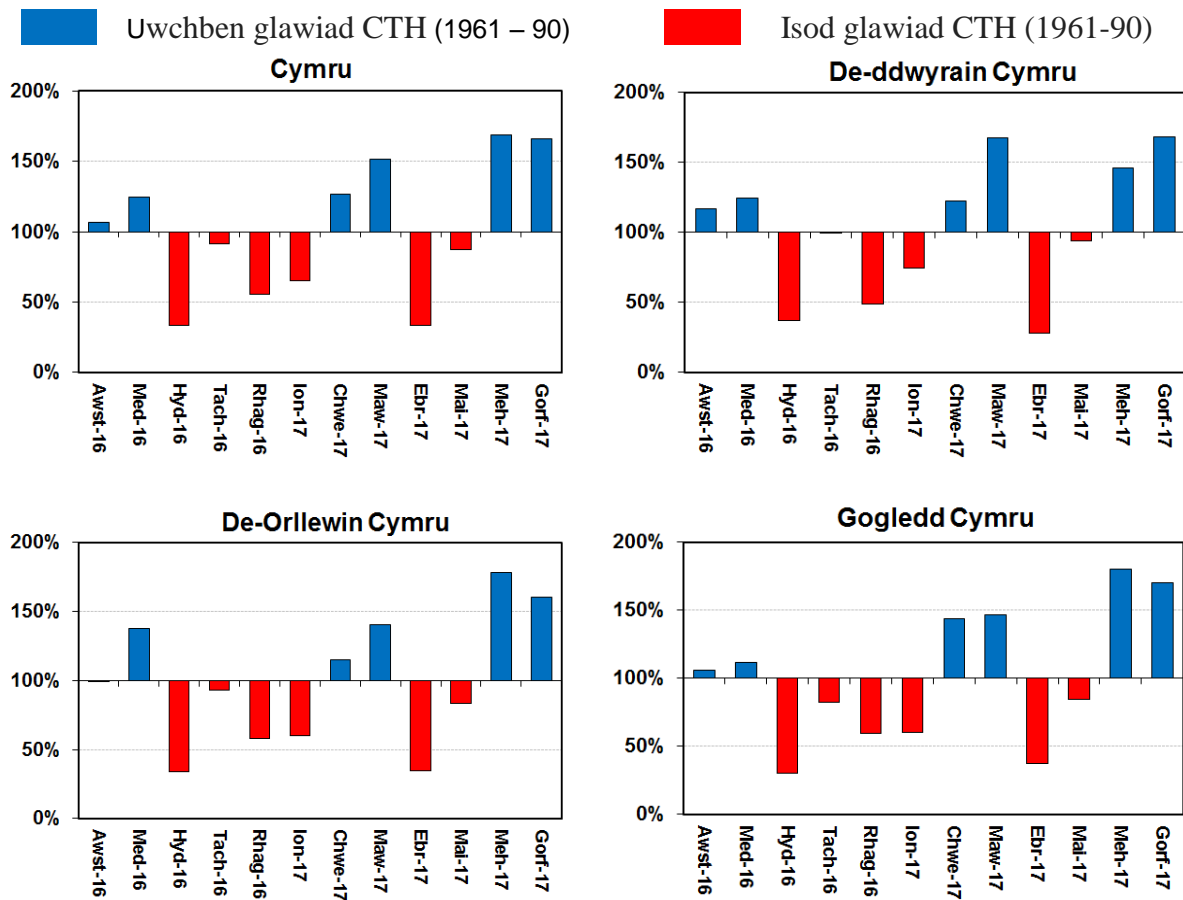 Uwchben glawiad CTH (1961 – 90)
Isod glawiad CTH (1961-90)
Cymru
200%
150%
100%
50%
0%
Awst-16
Med-16
Hyd-16
Tach-16
Rhag-16
Ion-17
Chwe-17
Maw-17
Ebr-17
Mai-17
Meh-17
Gorf-17
De-ddwyrain Cymru
200%
150%
100%
50%
0%
Awst-16
Med-16
Hyd-16
Tach-16
Rhag-16
Ion-17
Chwe-17
Maw-17
Ebr-17
Mai-17
Meh-17
Gorf-17
De-Orllewin Cymru
200%
150%
100%
50%
0%
Awst-16
Med-16
Hyd-16
Tach-16
Rhag-16
Ion-17
Chwe-17
Maw-17
Ebr-17
Mai-17
Meh-17
Gorf-17
Gogledd Cymru
200%
150%
100%
50%
0%
Awst-16
Med-16
Hyd-16
Tach-16
Rhag-16
Ion-17
Chwe-17
Maw-17
Ebr-17
Mai-17
Meh-17
Gorf-17